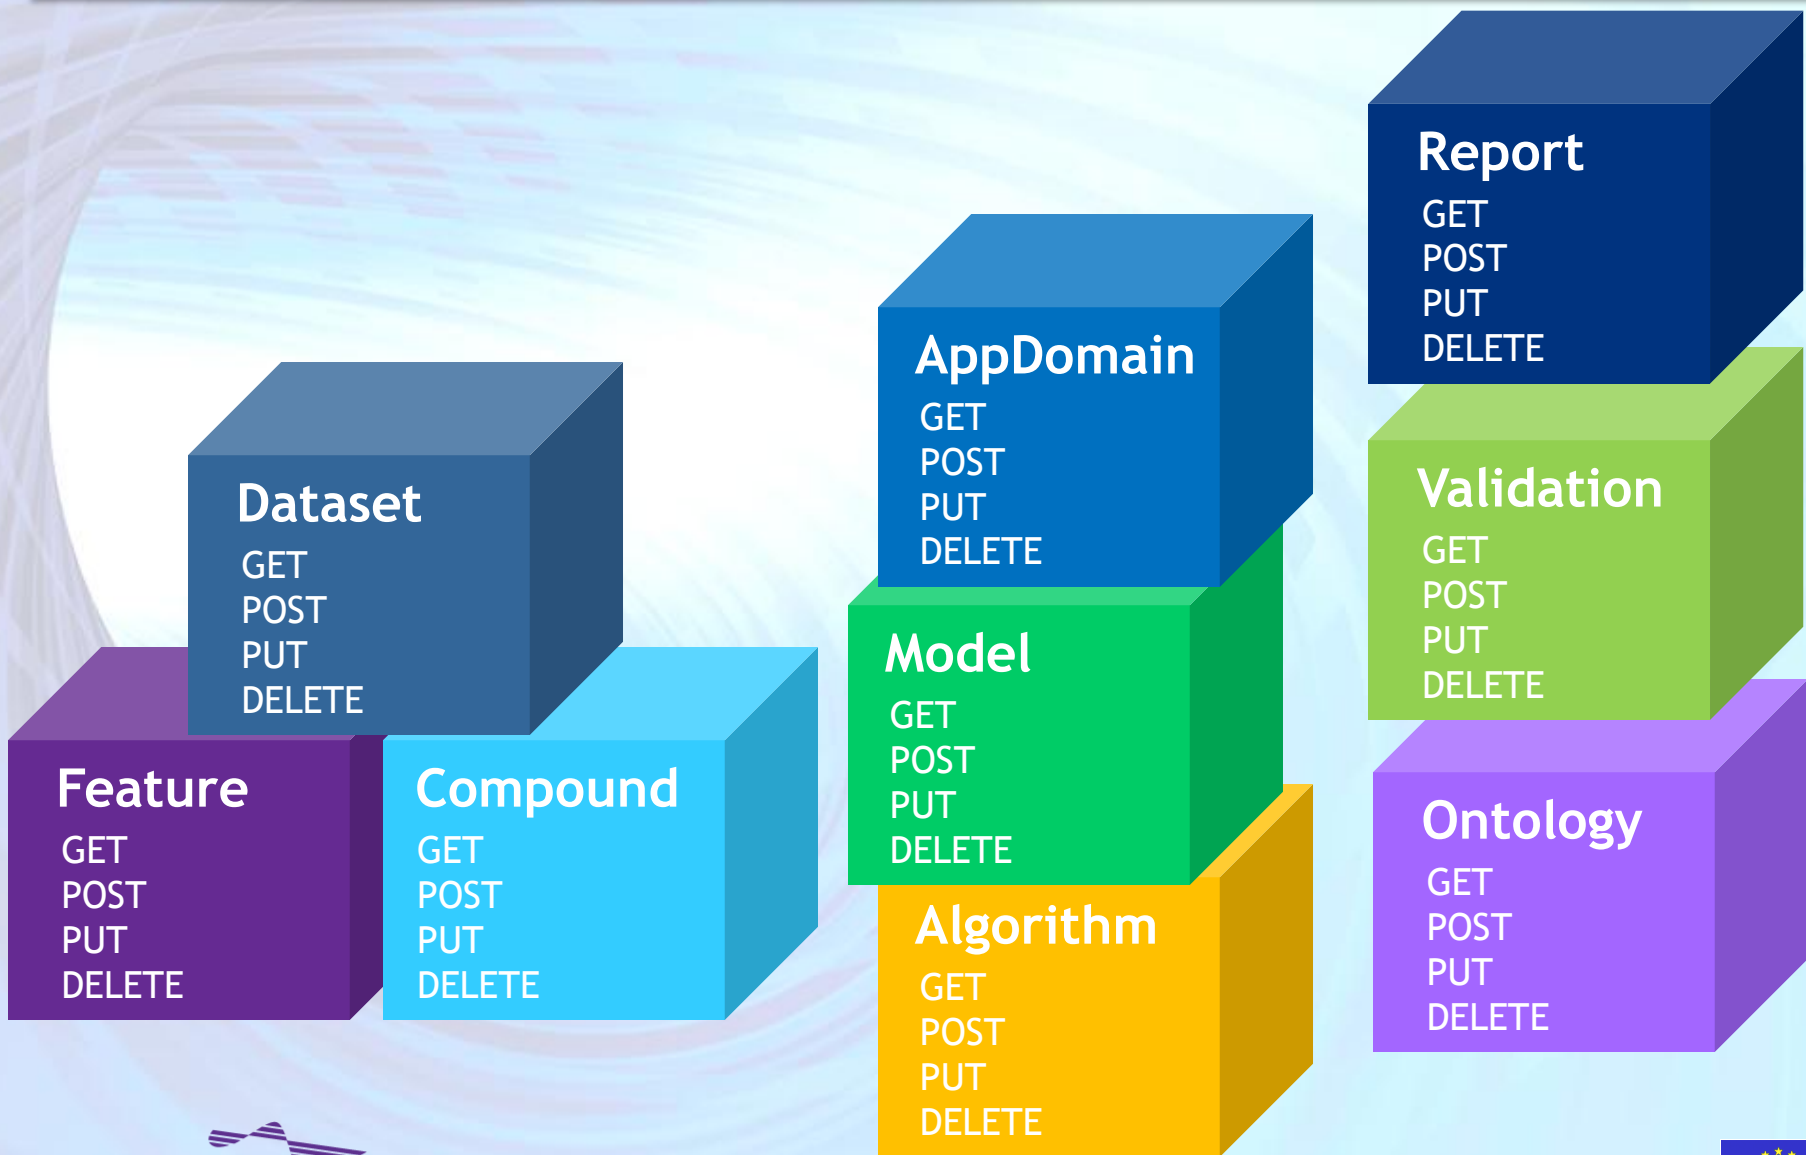 Report
GET
POST
PUT
DELETE
AppDomain
GET
POST
PUT
DELETE
Dataset
GET
POST
PUT
DELETE
Validation
GET
POST
PUT
DELETE
Model
GET
POST
PUT
DELETE
Feature
GET
POST
PUT
DELETE
Compound
GET
POST
PUT
DELETE
Ontology
GET
POST
PUT
DELETE
Algorithm
GET
POST
PUT
DELETE